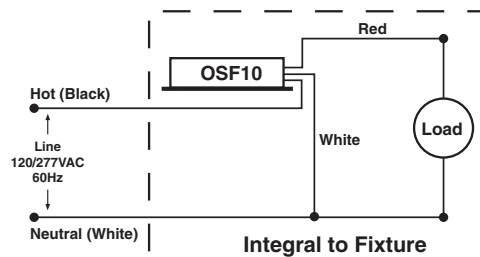 Red
OSF10
Hot (Black)
Line
120/277VAC
60Hz
White
Load
Neutral (White)
Integral to Fixture